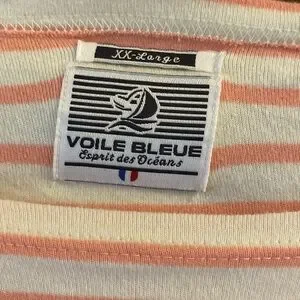 XX-Large
VOILE BLEUE
Esprit des Océans